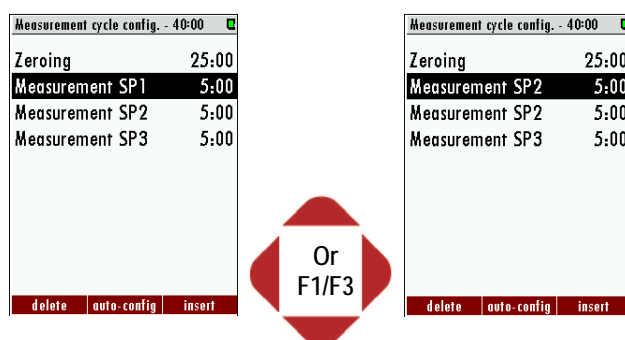 Measurement cycle config. - 40:00
Zeroing 25:00
Measurement SP1 5:00
Measurement SP2 5:00
Measurement SP3 5:00
delete auto-config insert
Or
F1/F3
Measurement cycle config. - 40:00
Zeroing 25:00
Measurement SP2 5:00
Measurement SP2 5:00
Measurement SP3 5:00
delete auto-config insert